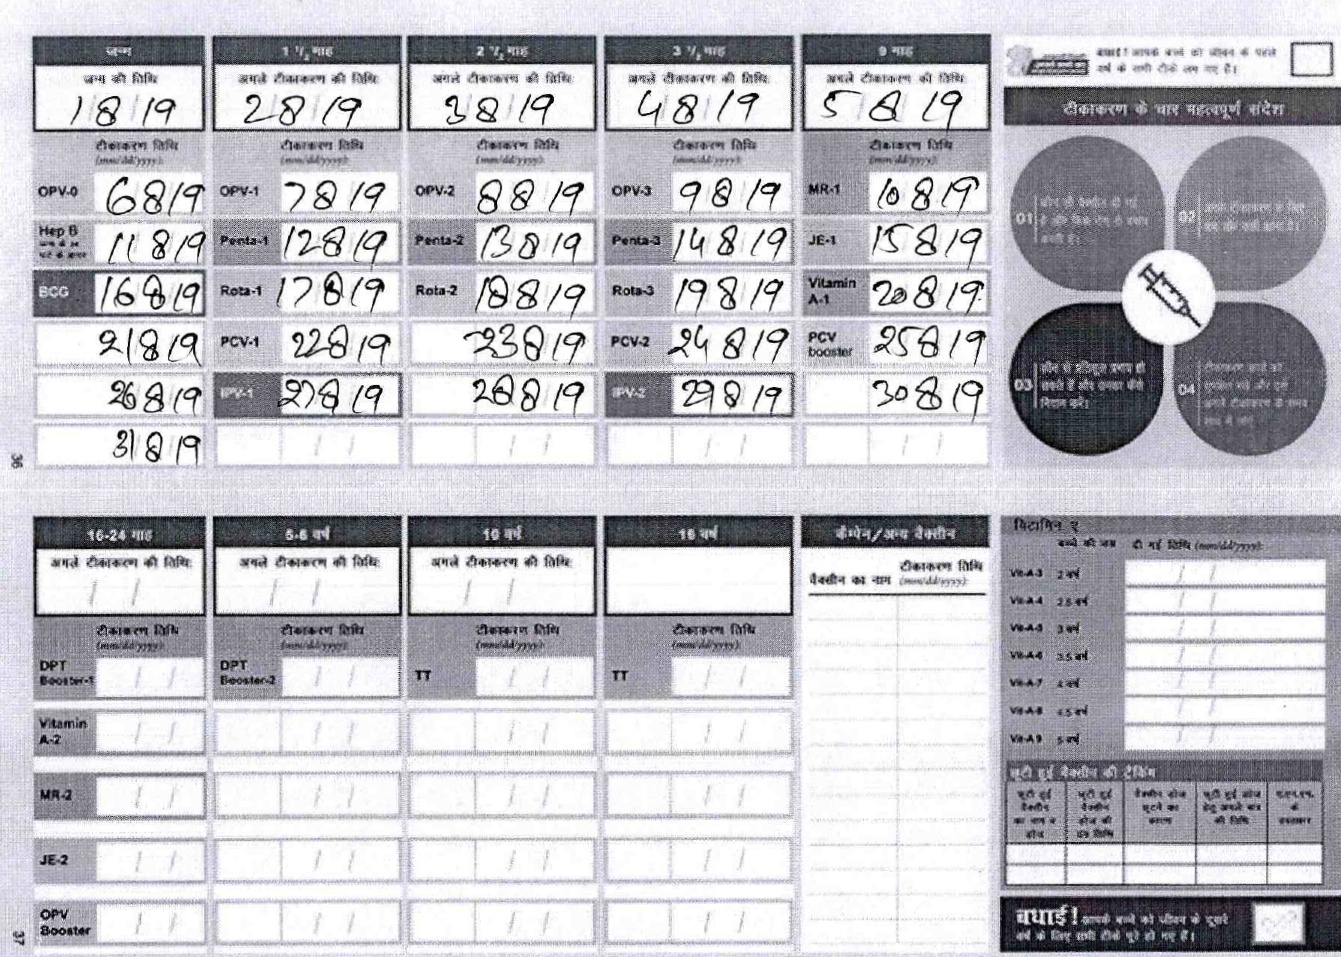 जन्म
1 1/2 माह
2 1/2 माह
3 1/2 माह
9 माह
जन्म की तिथि
अगले टीकाकरण की तिथि:
अगले टीकाकरण की तिथि:
अगले टीकाकरण की तिथि:
अगले टीकाकरण की तिथि:
1/8/19
2/8/19
3/8/19
4/8/19
5/8/19
टीकाकरण तिथि
(mm/dd/yyyy):
टीकाकरण तिथि
(mm/dd/yyyy):
टीकाकरण तिथि
(mm/dd/yyyy):
टीकाकरण तिथि
(mm/dd/yyyy):
टीकाकरण तिथि
(mm/dd/yyyy):
OPV-0 6/8/19
OPV-1 7/8/19
OPV-2 8/8/19
OPV-3 9/8/19
MR-1 10/8/19
Hep B 11/8/19
Penta-1 12/8/19
Penta-2 13/8/19
Penta-3 14/8/19
JE-1 15/8/19
BCG 16/8/19
Rota-1 17/8/19
Rota-2 18/8/19
Rota-3 19/8/19
Vitamin A-1 20/8/19
21/8/19
PCV-1 22/8/19
23/8/19
PCV-2 24/8/19
PCV booster 25/8/19
26/8/19
IPV-1 27/8/19
28/8/19
IPV-2 29/8/19
30/8/19
31/8/19
36
बधाई! आपके बच्चे को जीवन के पहले
वर्ष के सभी टीके लग गए हैं।
टीकाकरण के चार महत्वपूर्ण संदेश
01
02
03
04
16-24 माह
5-6 वर्ष
10 वर्ष
16 वर्ष
कैम्पेन/अन्य वैक्सीन
अगले टीकाकरण की तिथि:
अगले टीकाकरण की तिथि:
अगले टीकाकरण की तिथि:
वैक्सीन का नाम
टीकाकरण तिथि
(mm/dd/yyyy):
टीकाकरण तिथि
(mm/dd/yyyy):
टीकाकरण तिथि
(mm/dd/yyyy):
टीकाकरण तिथि
(mm/dd/yyyy):
टीकाकरण तिथि
(mm/dd/yyyy):
DPT Booster-1
DPT Booster-2
TT
TT
Vitamin A-2
MR-2
JE-2
OPV Booster
37
विटामिन ए
बच्चे की उम्र दी गई तिथि (mm/dd/yyyy):
Vit-A-3 2 वर्ष
Vit-A-4 2.5 वर्ष
Vit-A-5 3 वर्ष
Vit-A-6 3.5 वर्ष
Vit-A-7 4 वर्ष
Vit-A-8 4.5 वर्ष
Vit-A 9 5 वर्ष
छूटी हुई वैक्सीन की ट्रैकिंग
छूटी हुई वैक्सीन का नाम व डोज
छूटी हुई वैक्सीन डोज की तिथि
वैक्सीन डोज छूटने का कारण
छूटी हुई डोज हेतु अगले सत्र की तिथि
ए.एन.एम. के हस्ताक्षर
बधाई! आपके बच्चे को जीवन के दूसरे
वर्ष के लिए सभी टीके पूरे हो गए हैं।